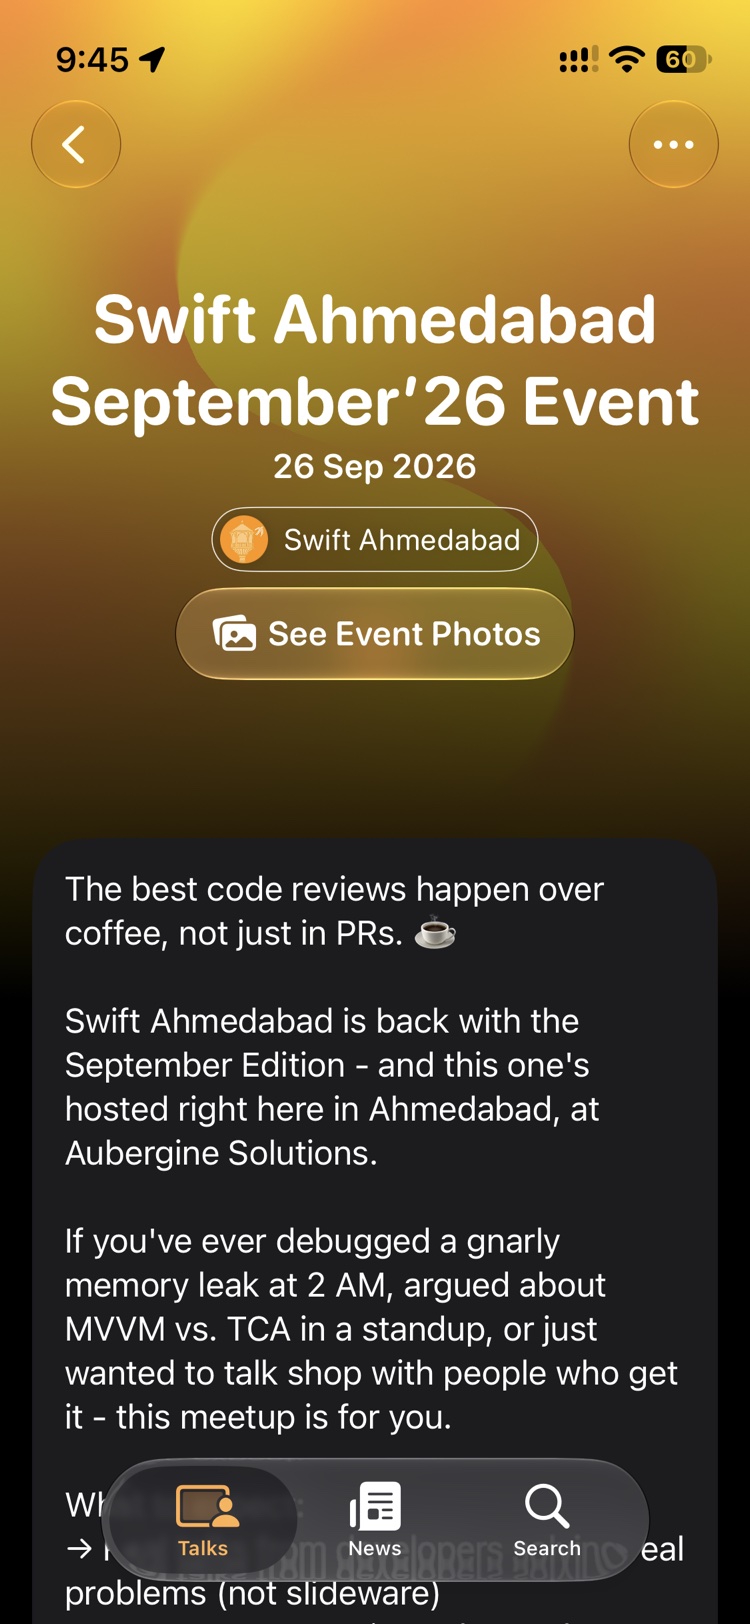 9:45
60
Swift Ahmedabad
September’26 Event
26 Sep 2026
Swift Ahmedabad
See Event Photos
The best code reviews happen over
coffee, not just in PRs. ☕
Swift Ahmedabad is back with the
September Edition - and this one's
hosted right here in Ahmedabad, at
Aubergine Solutions.
If you've ever debugged a gnarly
memory leak at 2 AM, argued about
MVVM vs. TCA in a standup, or just
wanted to talk shop with people who get
it - this meetup is for you.
→ from developers
problems (not slideware)
Talks
News
Search